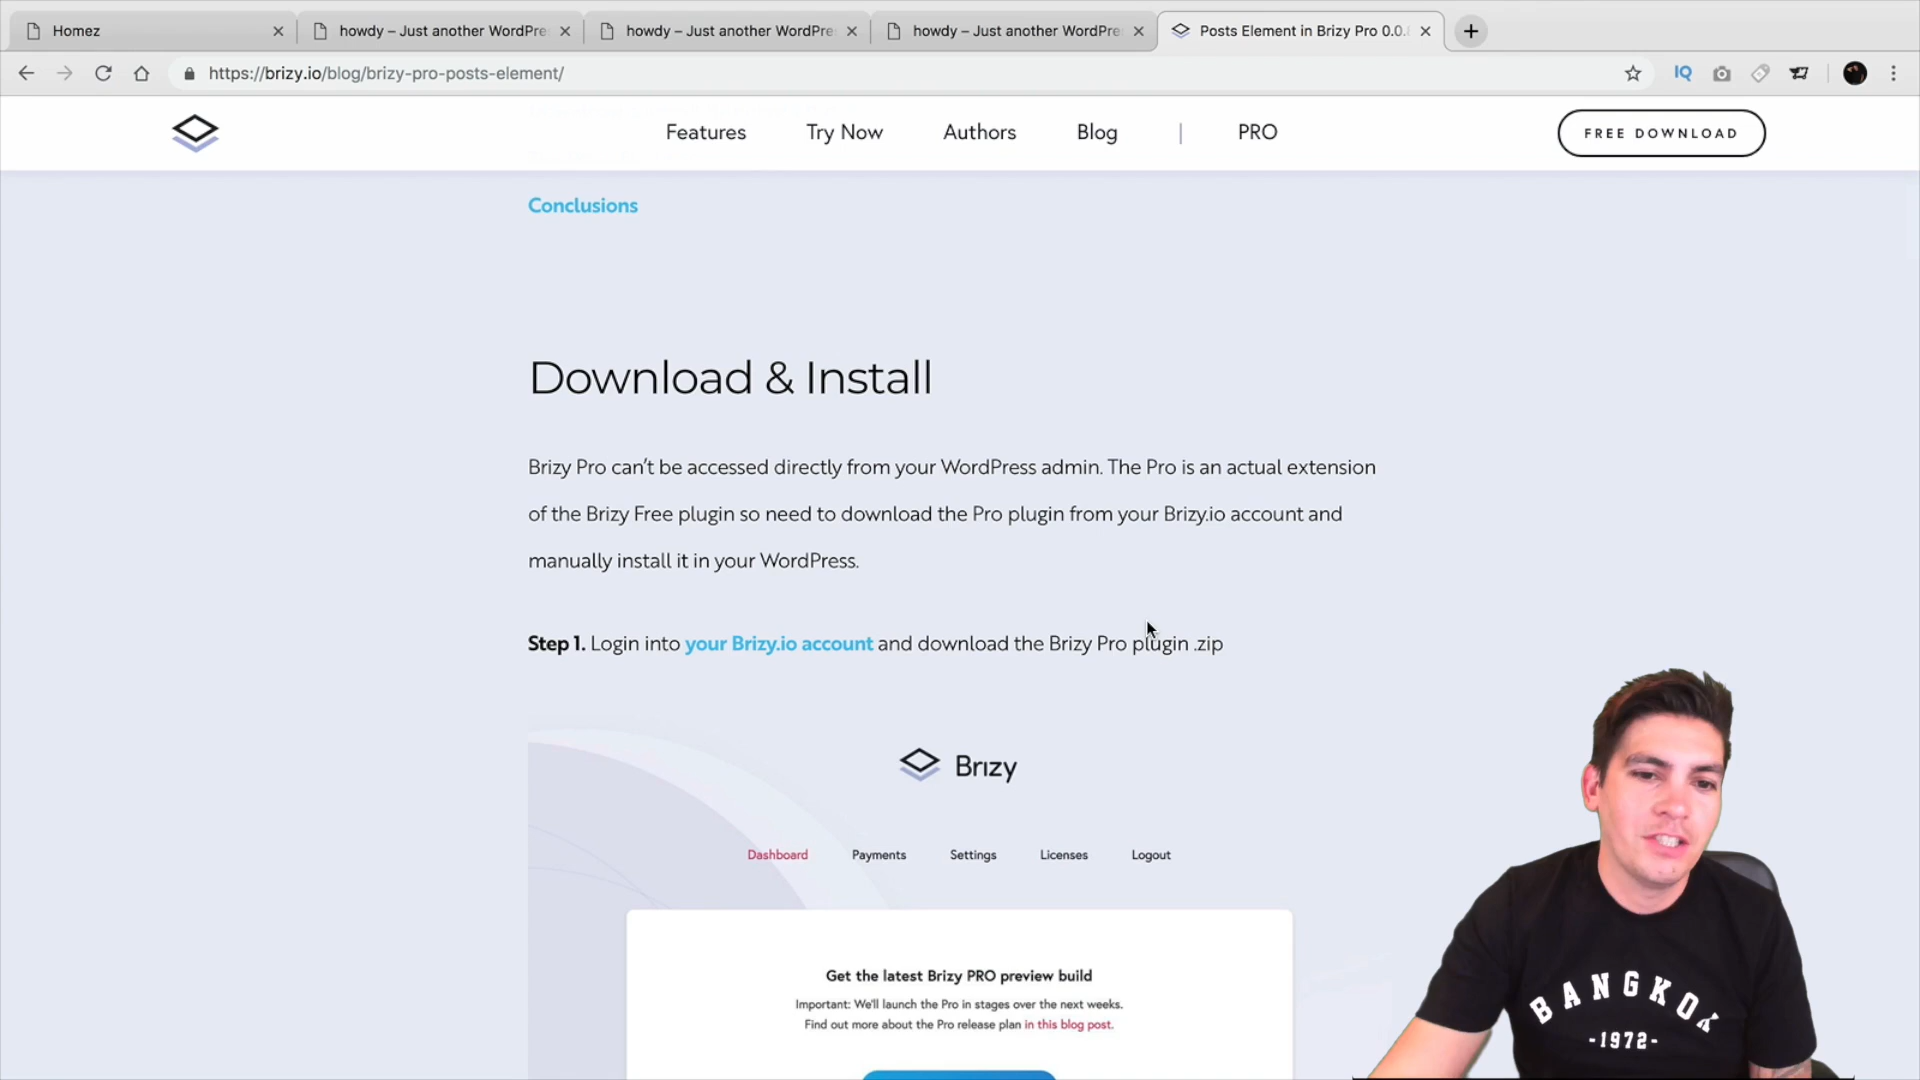 Homez
howdy – Just another WordPre
howdy – Just another WordPre
howdy – Just another WordPre
Posts Element in Brizy Pro 0.0.
https://brizy.io/blog/brizy-pro-posts-element/
IQ
Features
Try Now
Authors
Blog
|
PRO
FREE DOWNLOAD
Conclusions
Download & Install
Brizy Pro can't be accessed directly from your WordPress admin. The Pro is an actual extension
of the Brizy Free plugin so need to download the Pro plugin from your Brizy.io account and
manually install it in your WordPress.
Step 1. Login into your Brizy.io account and download the Brizy Pro plugin .zip
Brizy
Dashboard
Payments
Settings
Licenses
Logout
Get the latest Brizy PRO preview build
Important: We'll launch the Pro in stages over the next weeks.
Find out more about the Pro release plan in this blog post.
BANGKOK
-1972-